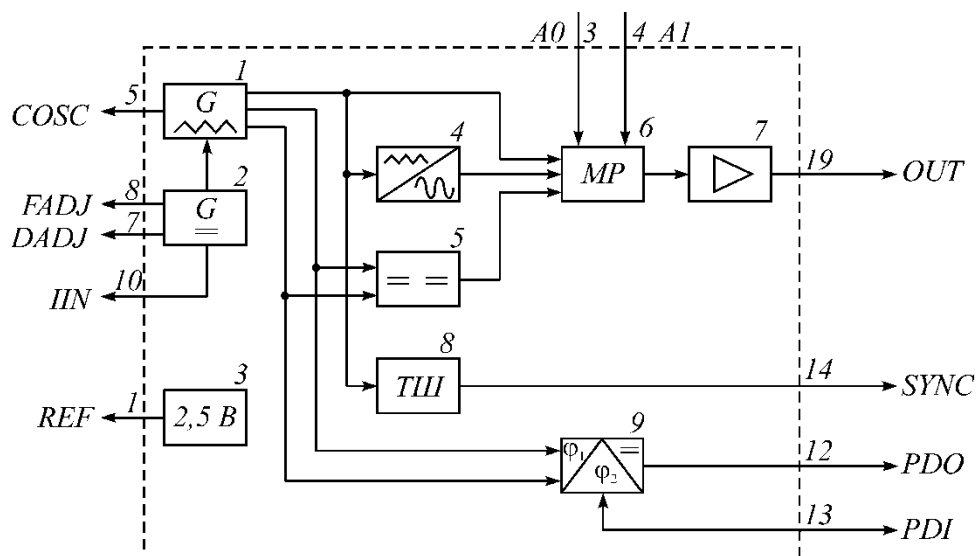 A0 3 4 A1
1
5 G
COSC
4 6 7
MP
19
OUT
2
8 G
FADJ
=
7
DADJ
5
= =
10
IIN
8
3 ТШ 14
SYNC
1
REF 2,5 В
9
φ1 = 12
φ2 PDO
13
PDI